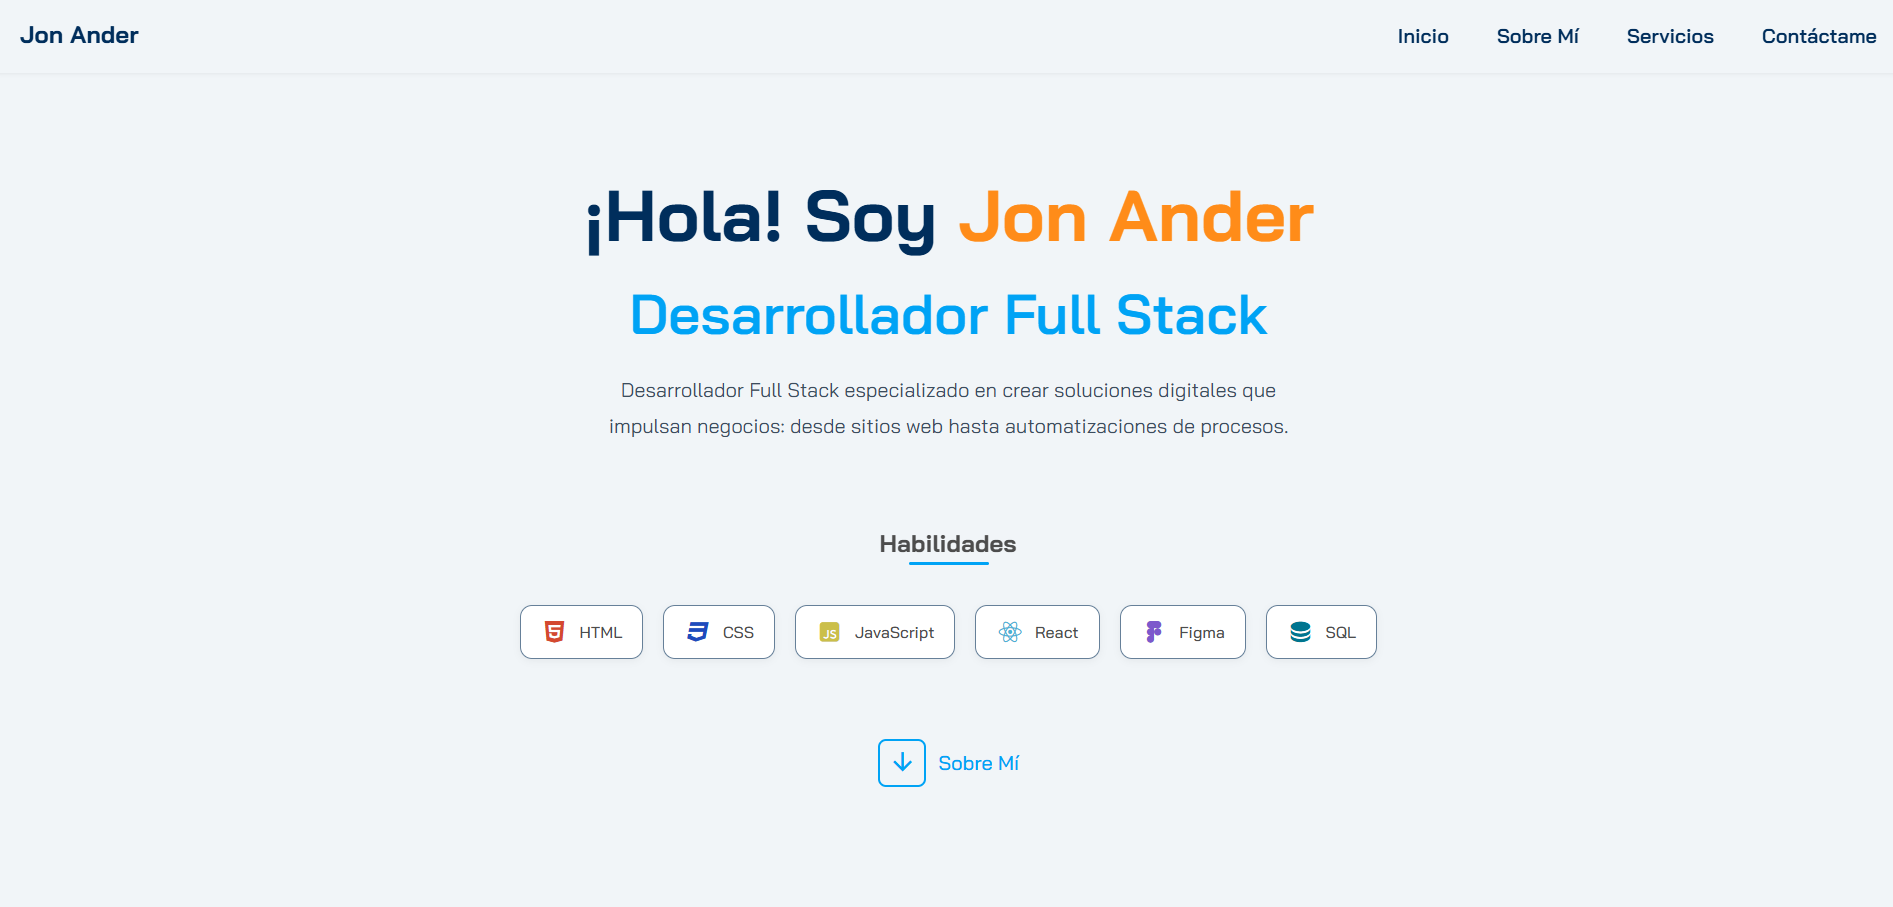 Jon Ander
Inicio
Sobre Mí
Servicios
Contáctame
¡Hola! Soy Jon Ander
Desarrollador Full Stack
Desarrollador Full Stack especializado en crear soluciones digitales que
impulsan negocios: desde sitios web hasta automatizaciones de procesos.
Habilidades
HTML
CSS
JS JavaScript
React
Figma
SQL
Sobre Mí